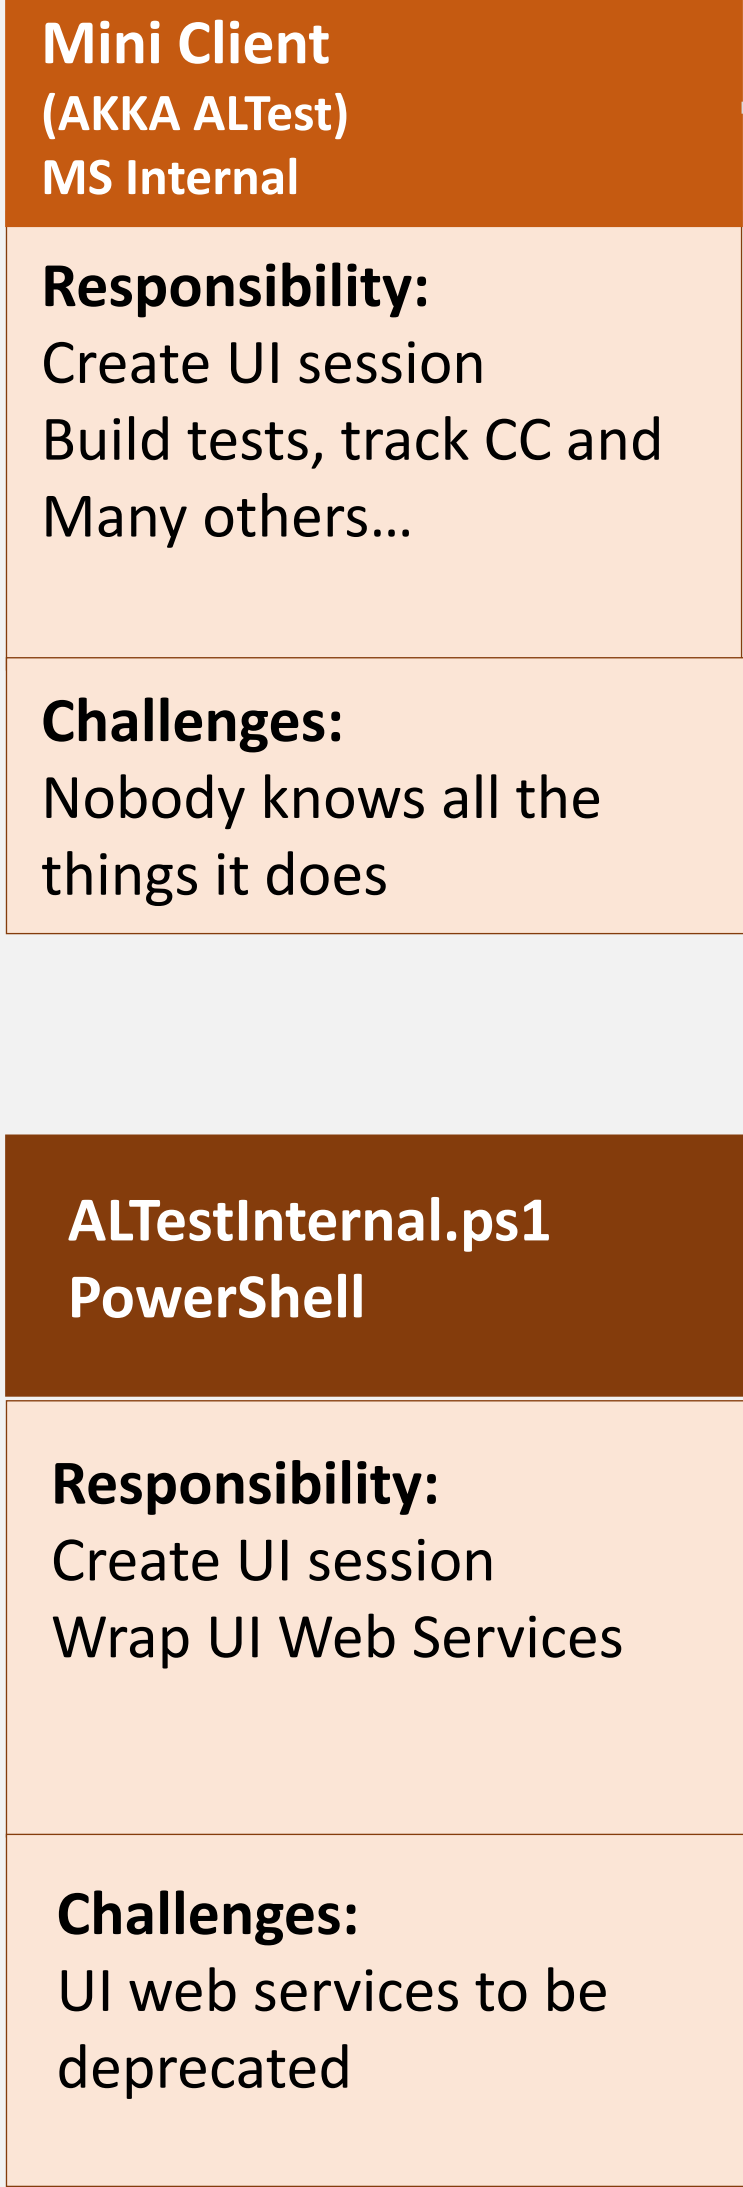 Mini Client
(AKKA ALTest)
MS Internal
Responsibility:
Create UI session
Build tests, track CC and
Many others…
Challenges:
Nobody knows all the
things it does
ALTestInternal.ps1
PowerShell
Responsibility:
Create UI session
Wrap UI Web Services
Challenges:
UI web services to be
deprecated